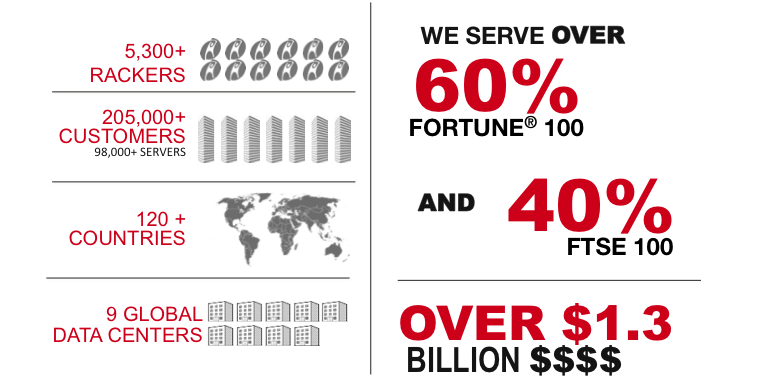 5,300+
RACKERS
205,000+
CUSTOMERS
98,000+ SERVERS
120 +
COUNTRIES
9 GLOBAL
DATA CENTERS
WE SERVE OVER
60%
FORTUNE® 100
AND 40%
FTSE 100
OVER $1.3
BILLION $$$$